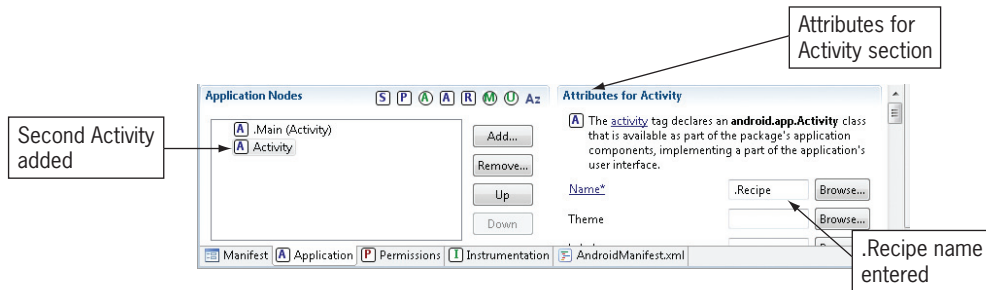 Attributes for
Activity section
Second Activity
added
Application Nodes
S P A A R M U Az
Attributes for Activity
A .Main (Activity)
A Activity
Add...
Remove...
Up
Down
A The activity tag declares an android.app.Activity class
that is available as part of the package's application
components, implementing a part of the application's
user interface.
Name*
.Recipe
Browse...
Theme
Browse...
Manifest
A Application
P Permissions
I Instrumentation
AndroidManifest.xml
.Recipe name
entered